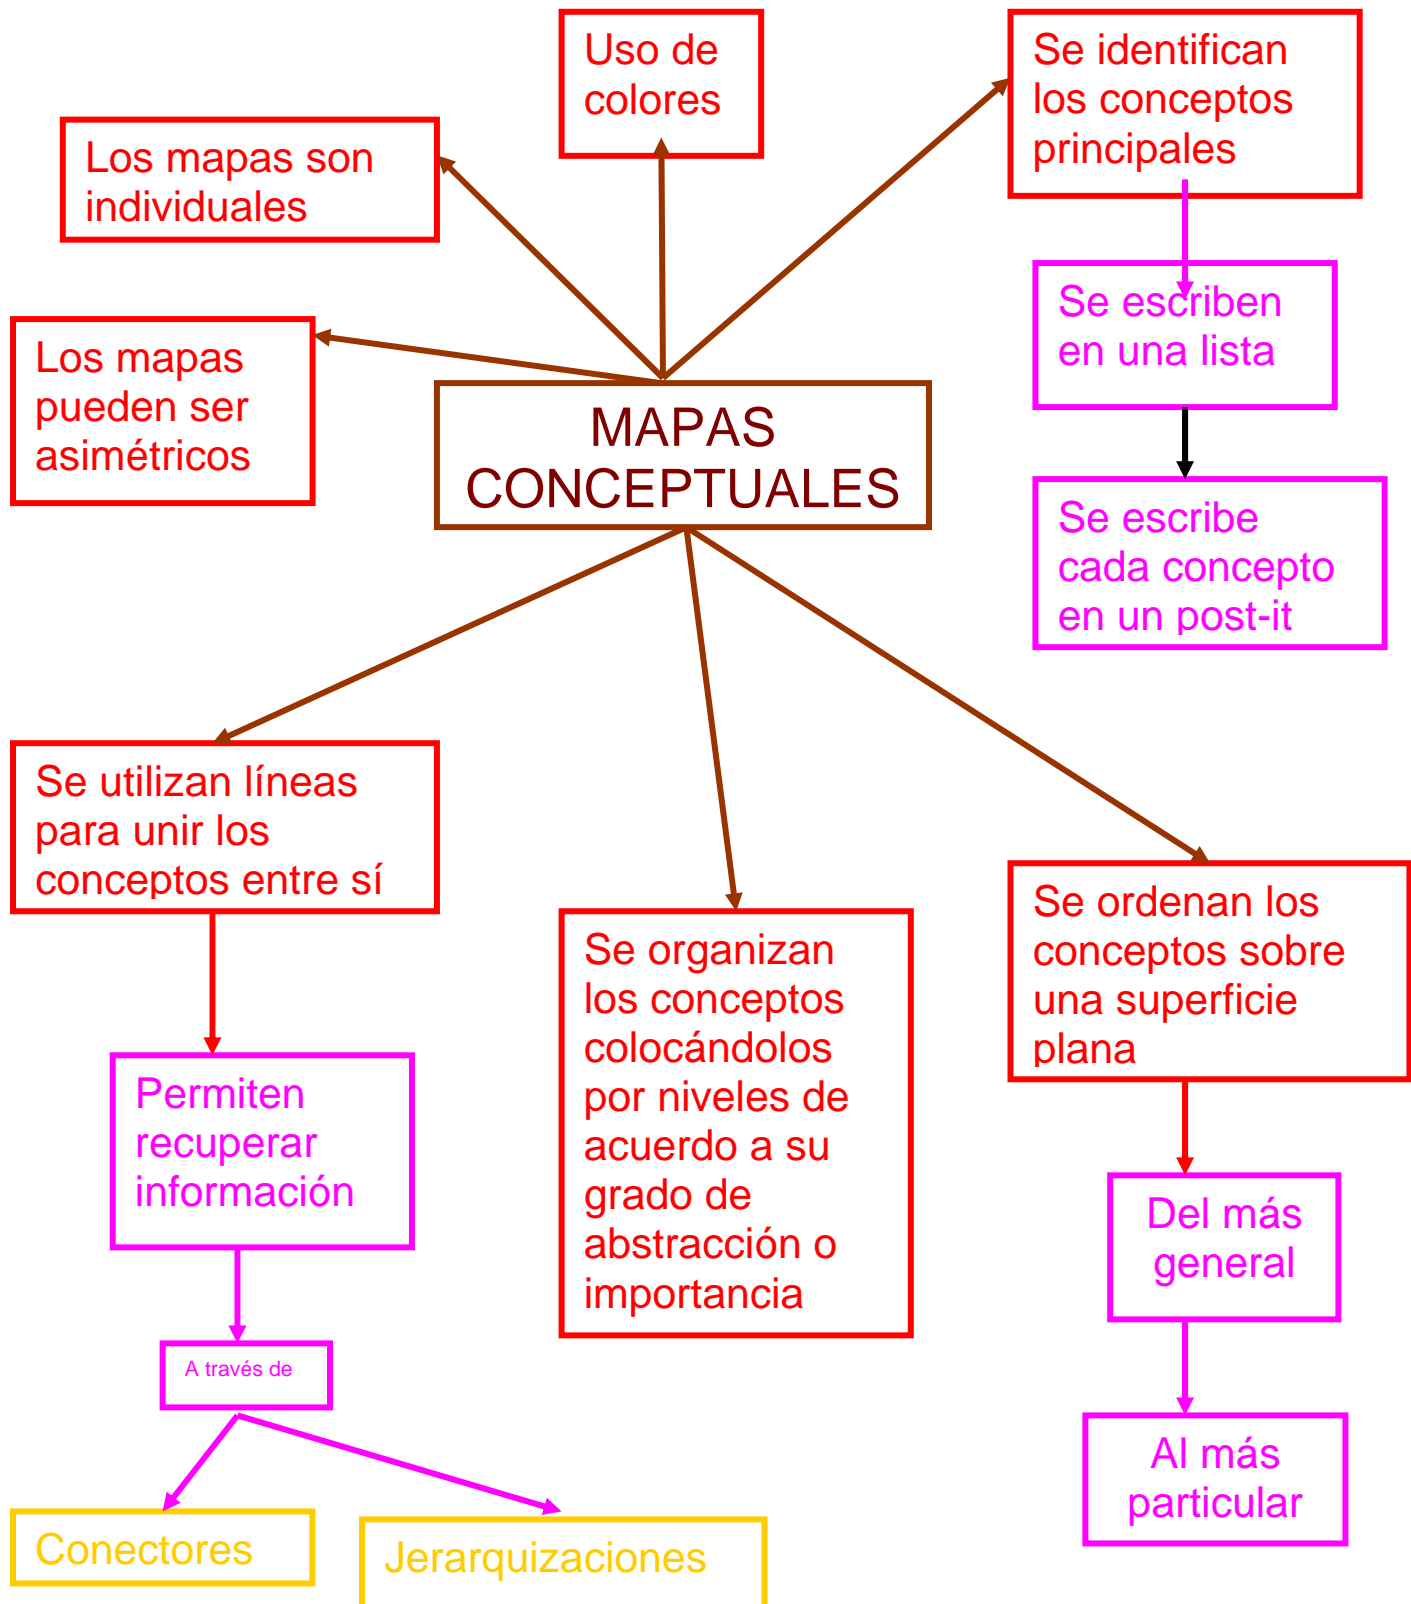 Uso de
colores
Se identifican
los conceptos
principales
Los mapas son
individuales
Se escriben
en una lista
Los mapas
pueden ser
asimétricos
MAPAS
CONCEPTUALES
Se escribe
cada concepto
en un post-it
Se utilizan líneas
para unir los
conceptos entre sí
Se organizan
los conceptos
colocándolos
por niveles de
acuerdo a su
grado de
abstracción o
importancia
Se ordenan los
conceptos sobre
una superficie
plana
Permiten
recuperar
información
Del más
general
A través de
Al más
particular
Conectores
Jerarquizaciones